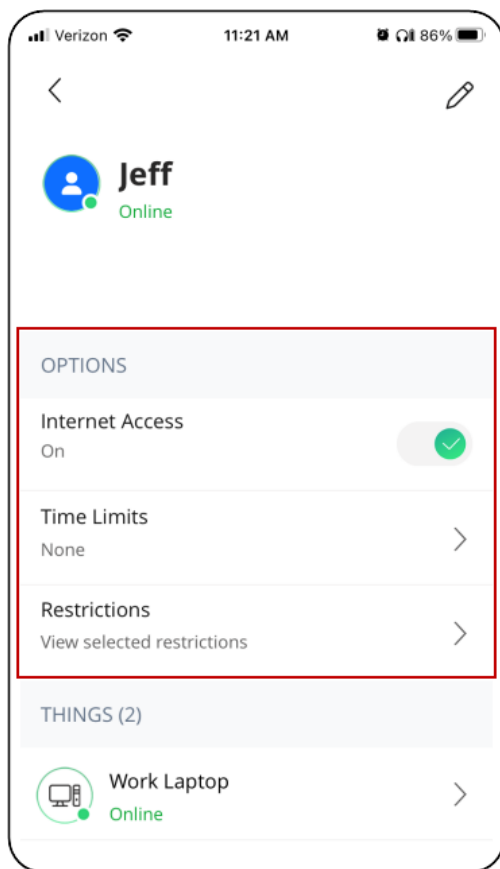 Verizon 11:21 AM 86%
Jeff
Online
OPTIONS
Internet Access
On
Time Limits
None
Restrictions
View selected restrictions
THINGS (2)
Work Laptop
Online